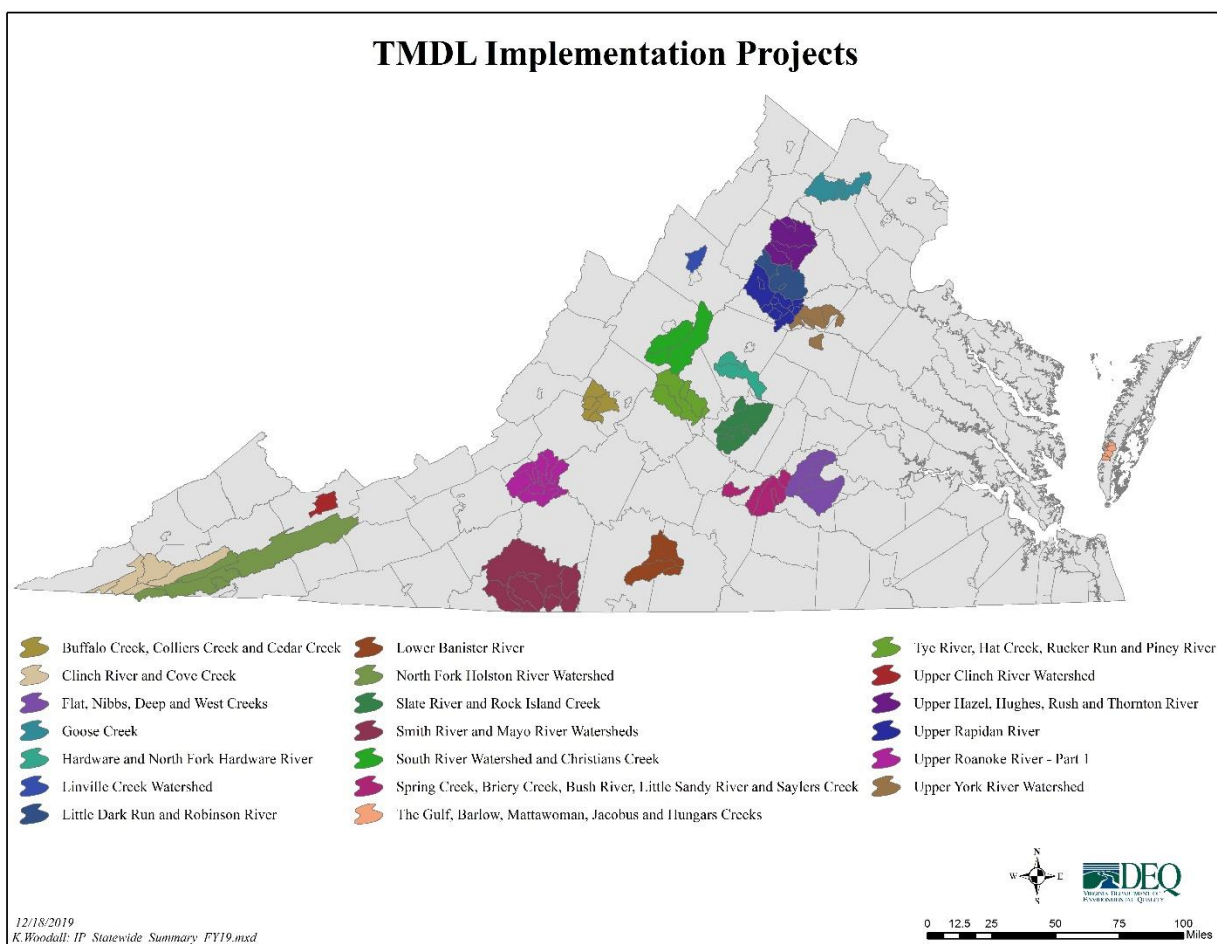 TMDL Implementation Projects
Buffalo Creek, Colliers Creek and Cedar Creek
Clinch River and Cove Creek
Flat, Nibbs, Deep and West Creeks
Goose Creek
Hardware and North Fork Hardware River
Linville Creek Watershed
Little Dark Run and Robinson River
Lower Banister River
North Fork Holston River Watershed
Slate River and Rock Island Creek
Smith River and Mayo River Watersheds
South River Watershed and Christians Creek
Spring Creek, Briery Creek, Bush River, Little Sandy River and Saylers Creek
The Gulf, Barlow, Mattawoman, Jacobus and Hungars Creeks
Tye River, Hat Creek, Rucker Run and Piney River
Upper Clinch River Watershed
Upper Hazel, Hughes, Rush and Thornton River
Upper Rapidan River
Upper Roanoke River - Part 1
Upper York River Watershed
N
W E
S
DEQ
VIRGINIA DEPARTMENT OF
ENVIRONMENTAL QUALITY
12/18/2019
K.Woodall: IP_Statewide_Summary_FY19.mxd
0 12.5 25 50 75 100
Miles